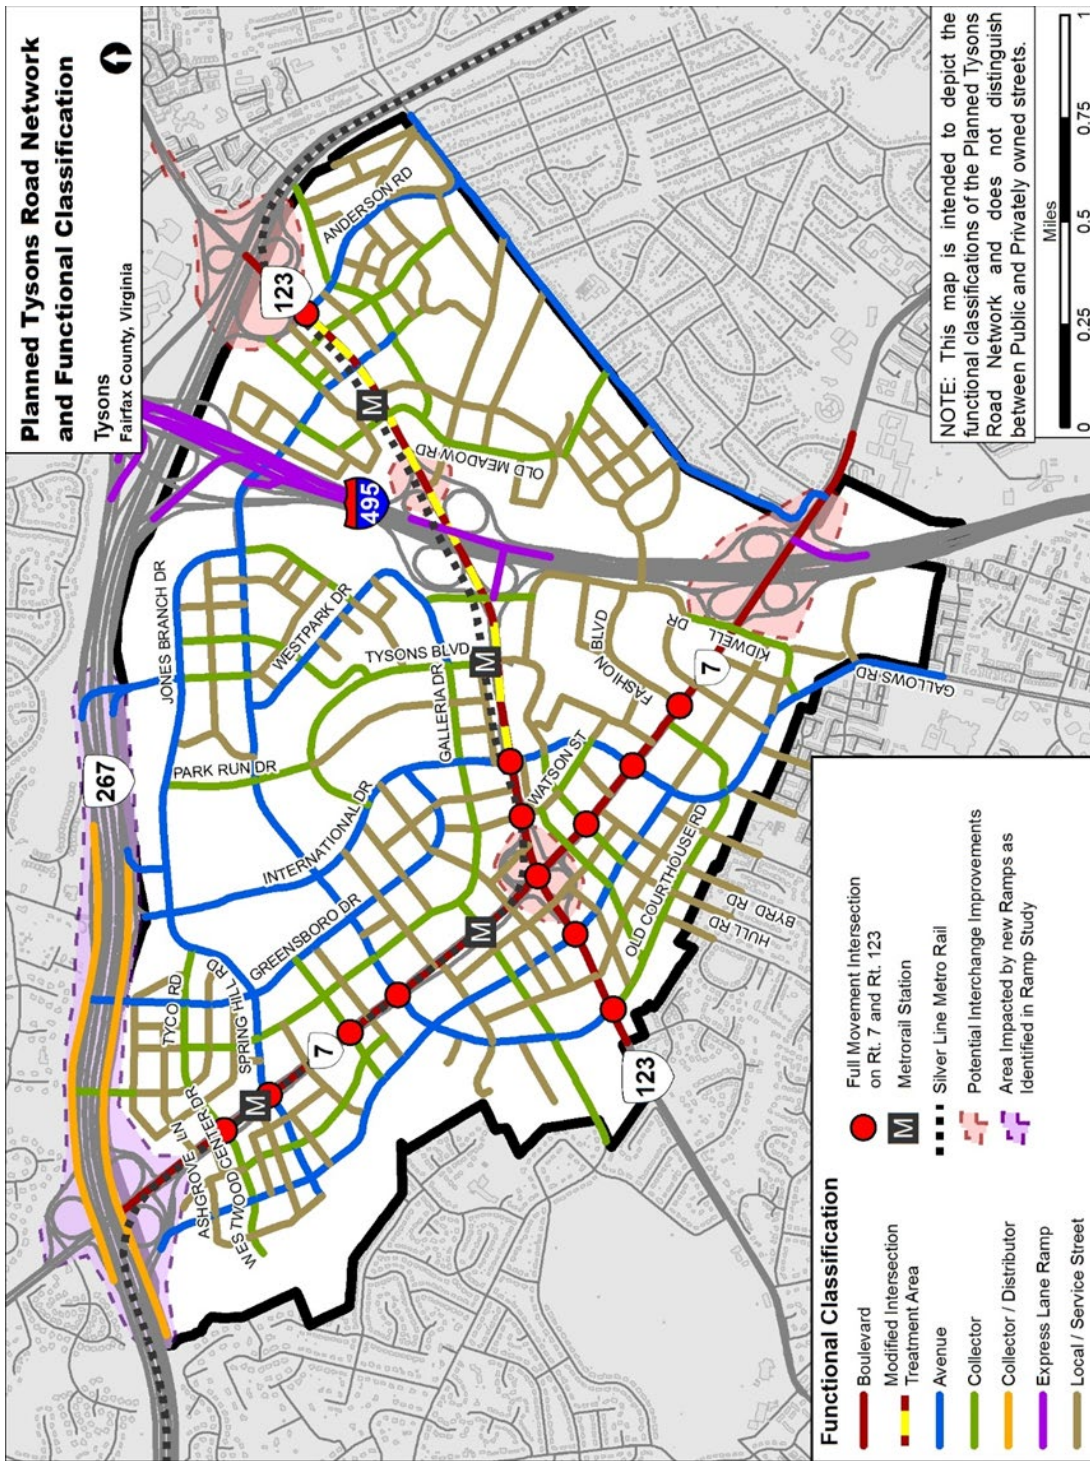 Planned Tysons Road Network
and Functional Classification
Tysons
Fairfax County, Virginia
267
JONES BRANCH DR
PARK RUN DR
WESTPARK DR
INTERNATIONAL DR
GREENSBORO DR
TYSONS BLVD
GALLERIA DR
TYCO RD
SPRING HILL RD
ASHGROVE LN
WESTWOOD CENTER DR
495
123
ANDERSON RD
OLD MEADOW RD
M
M
M
M
7
7
WATSON ST
FASHION BLVD
KIDWELL DR
GALLOWS RD
OLD COURTHOUSE RD
BYRD RD
HULL RD
123
Functional Classification
Boulevard
Modified Intersection
Treatment Area
Avenue
Collector
Collector / Distributor
Express Lane Ramp
Local / Service Street
Full Movement Intersection
on Rt. 7 and Rt. 123
M
Metrorail Station
Silver Line Metro Rail
Potential Interchange Improvements
Area Impacted by new Ramps as
Identified in Ramp Study
NOTE: This map is intended to depict the
functional classifications of the Planned Tysons
Road Network and does not distinguish
between Public and Privately owned streets.
Miles
0 0.25 0.5 0.75 1